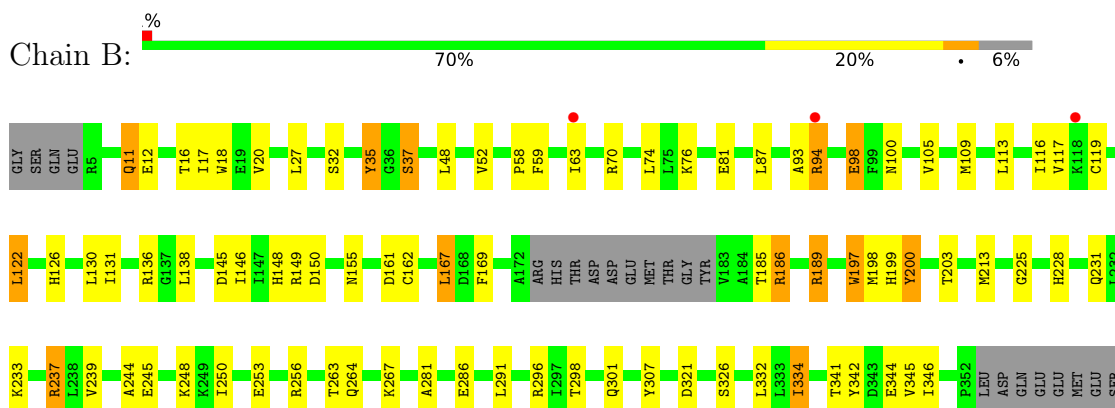 %
Chain B:
70% 20% • 6%
GLY SER GLN GLU R5 Q11 E12 T16 I17 W18 E19 V20 L27 S32 Y35 G36 S37 L48 V52 P58 F59 I63 R70 L74 L75 K76 E81 L87 A93 R94 E98 F99 N100 V105 M109 L113 I116 V117 K118 C119
L122 H126 L130 I131 R136 G137 L138 D145 I146 I147 H148 R149 D150 N155 D161 C162 L167 D168 F169 A172 ARG HIS THR ASP ASP GLU MET THR GLY TYR V183 A184 T185 R186 R189 W197 M198 H199 Y200 T203 M213 G225 H228 Q231 L232
K233 R237 L238 V239 A244 E245 K248 K249 I250 E253 R256 T263 Q264 K267 A281 E286 L291 R296 I297 T298 Q301 Y307 D321 S326 L332 L333 I334 T341 Y342 D343 E344 V345 I346 P352 LEU ASP GLN GLU GLU MET GLU SER